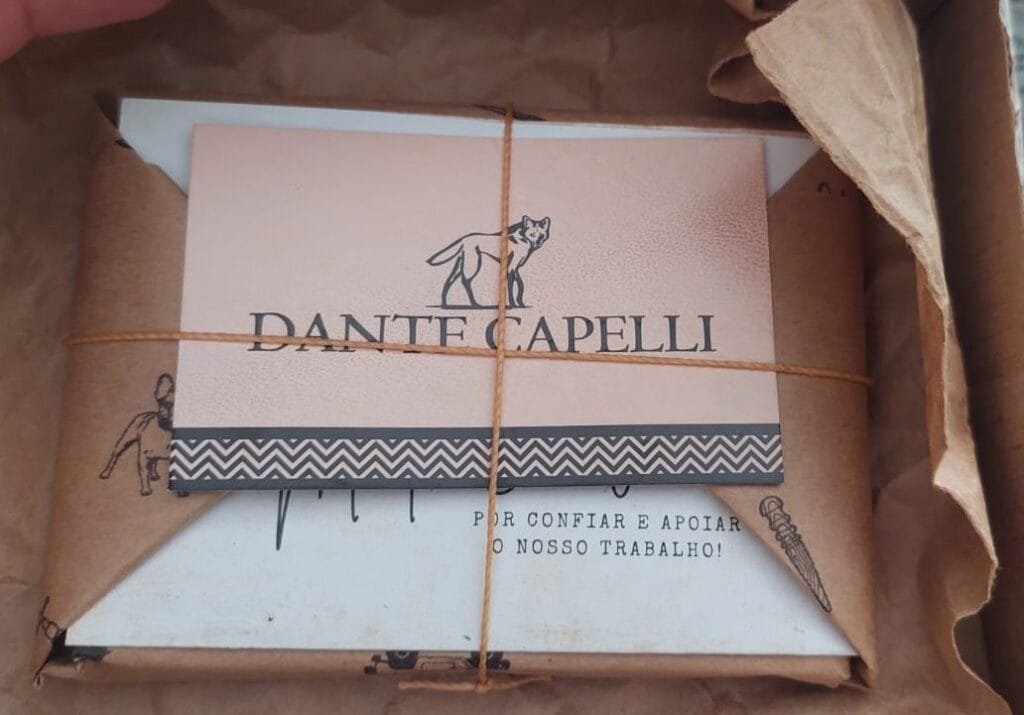 DANTE CAPELLI
POR CONFIAR E APOIAR
O NOSSO TRABALHO!